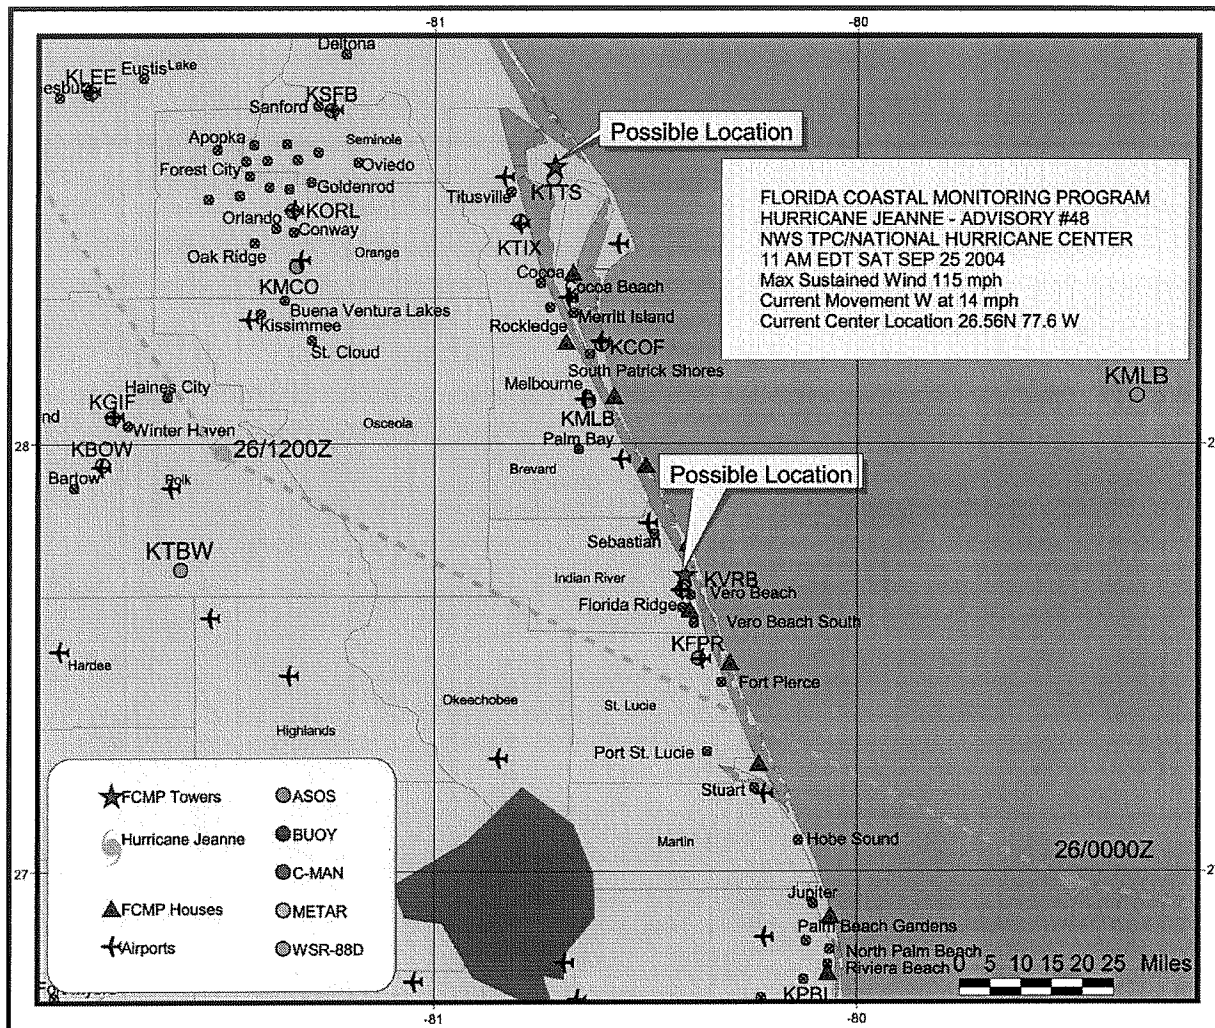 -81
-80
Deltona
KLEE
Eustis
Lake
esburg
KSFB
Sanford
Possible Location
Apopka
Seminole
Forest City
Oviedo
KTTS
Goldenrod
Titusville
KORL
Orlando
Conway
KTIX
Oak Ridge
Orange
Cocoa
KMCO
Cocoa Beach
Buena Ventura Lakes
Merritt Island
Kissimmee
Rockledge
St. Cloud
KCOF
FLORIDA COASTAL MONITORING PROGRAM
HURRICANE JEANNE - ADVISORY #48
NWS TPC/NATIONAL HURRICANE CENTER
11 AM EDT SAT SEP 25 2004
Max Sustained Wind 115 mph
Current Movement W at 14 mph
Current Center Location 26.56N 77.6 W
South Patrick Shores
KMLB
Haines City
Melbourne
KGIF
nd
KMLB
Osceola
Winter Haven
28
26/1200Z
Palm Bay
2
KBOW
Brevard
Possible Location
Bartow
Polk
Sebastian
KTBW
Indian River
KVRB
Vero Beach
Florida Ridge
Vero Beach South
KFPR
Hardee
Fort Pierce
Okeechobee
St. Lucie
Highlands
Port St. Lucie
Stuart
FCMP Towers
ASOS
Hurricane Jeanne
BUOY
Martin
Hobe Sound
26/0000Z
C-MAN
27
2
Jupiter
FCMP Houses
METAR
Palm Beach Gardens
Airports
WSR-88D
North Palm Beach
Riviera Beach
0 5 10 15 20 25 Miles
KPBI
-81
-80